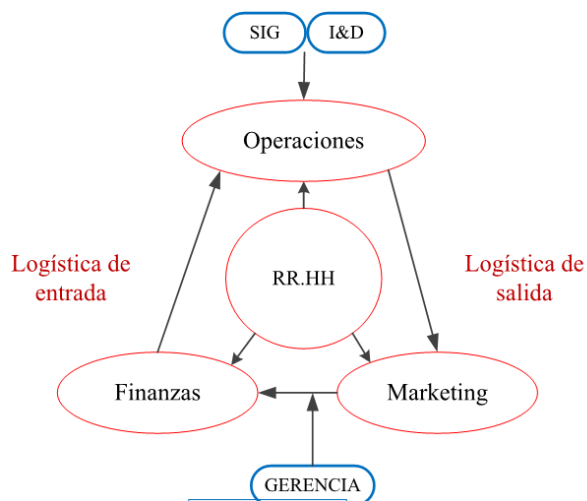 SIG
I&D
Operaciones
RR.HH
Logística de
entrada
Logística de
salida
Finanzas
Marketing
GERENCIA